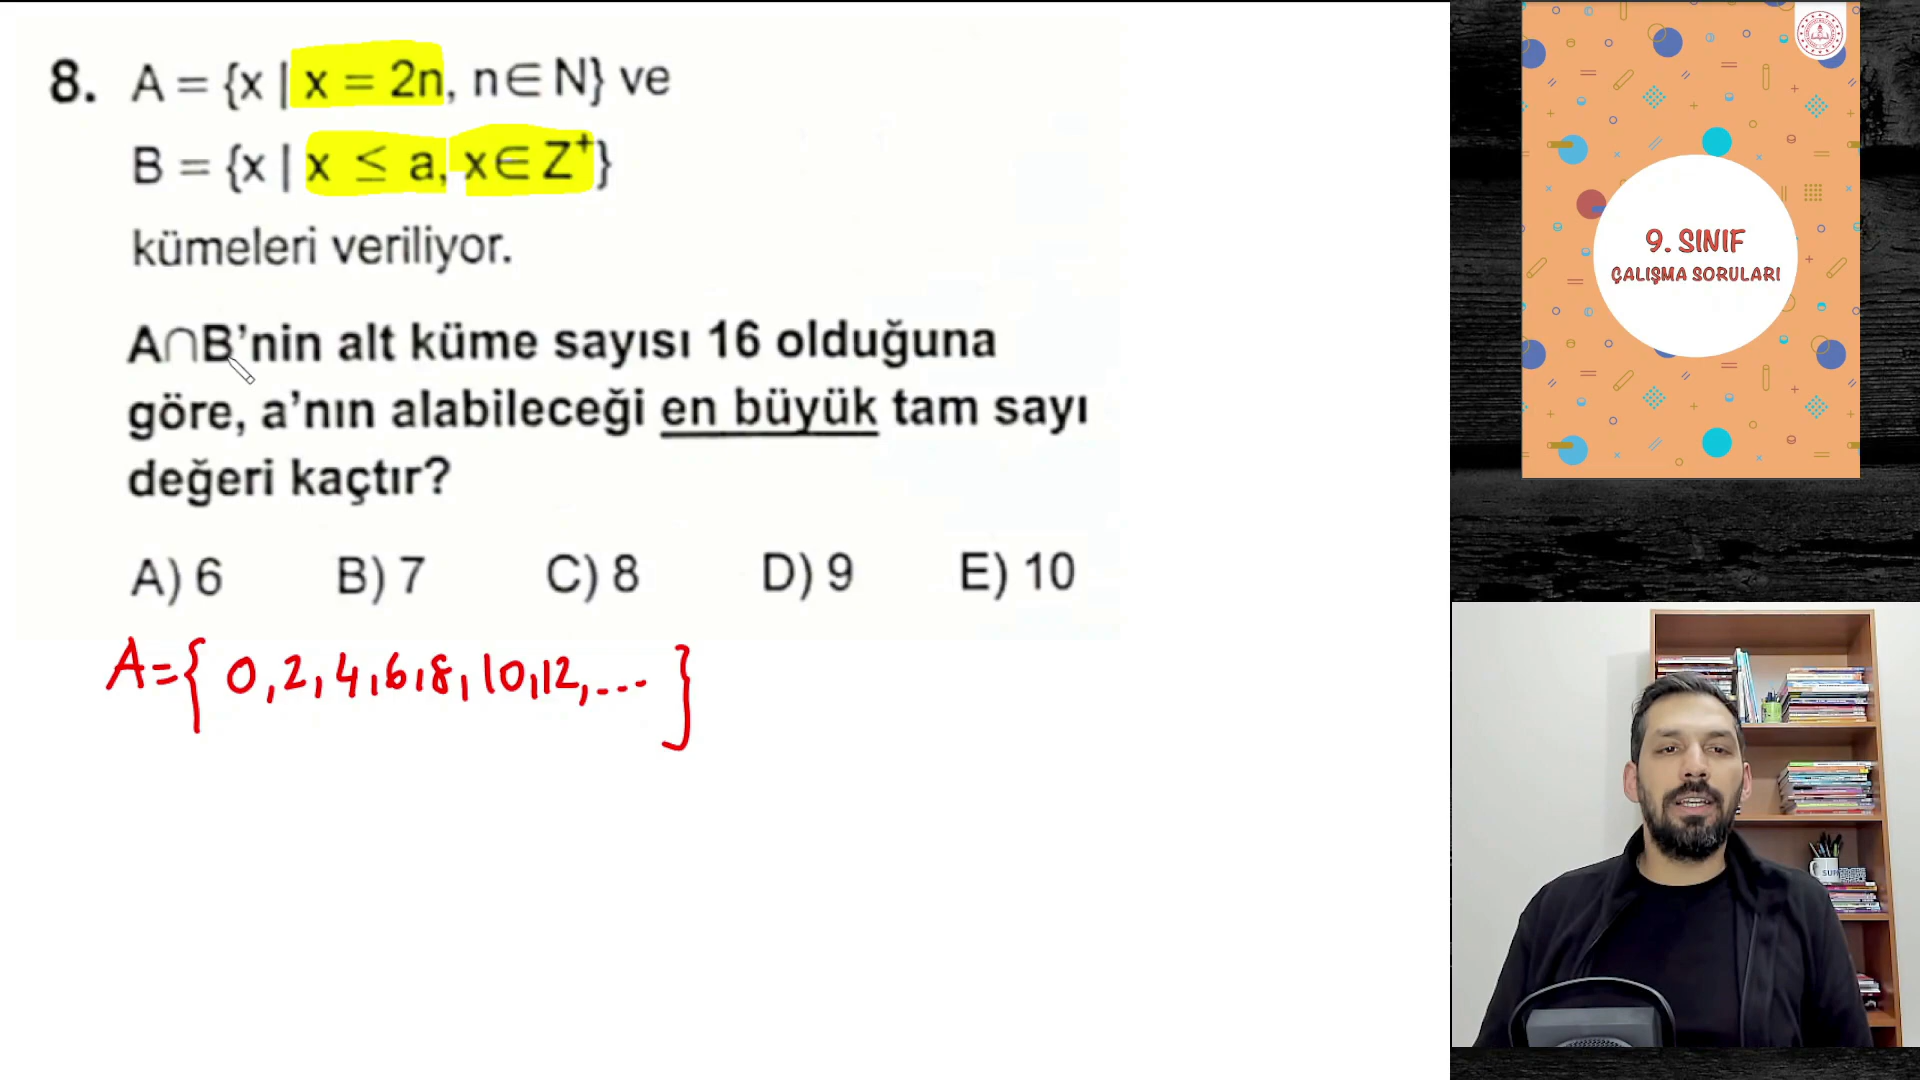 8. A = {x | x = 2n, n∈N} ve
B = {x | x ≤ a, x∈Z⁺}
kümeleri veriliyor.
A∩B’nin alt küme sayısı 16 olduğuna
göre, a’nın alabileceği en büyük tam sayı
değeri kaçtır?
A) 6 B) 7 C) 8 D) 9 E) 10
A={ 0,2,4,6,8,10,12,... }
9. SINIF
ÇALIŞMA SORULARI